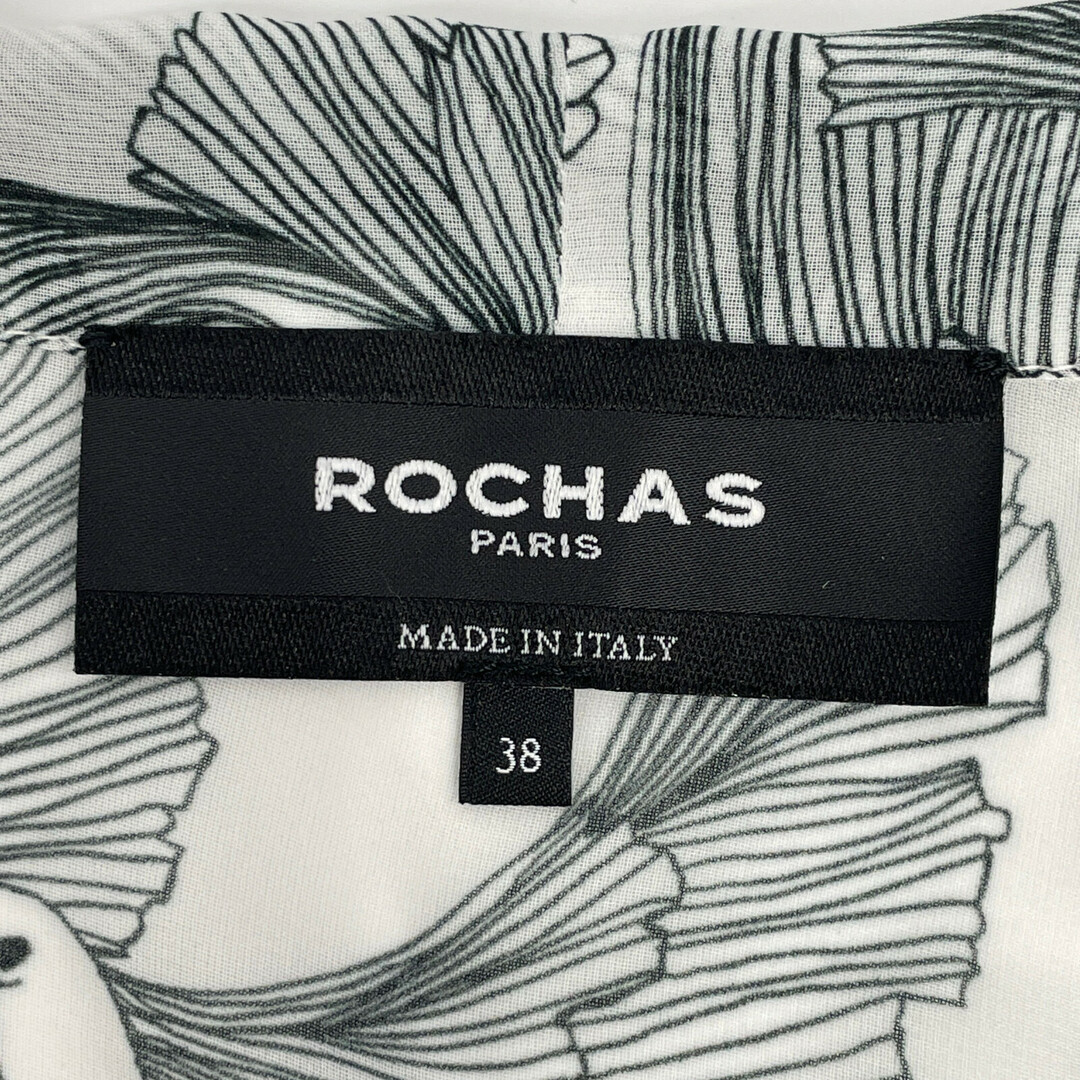 ROCHAS
PARIS
MADE IN ITALY
38